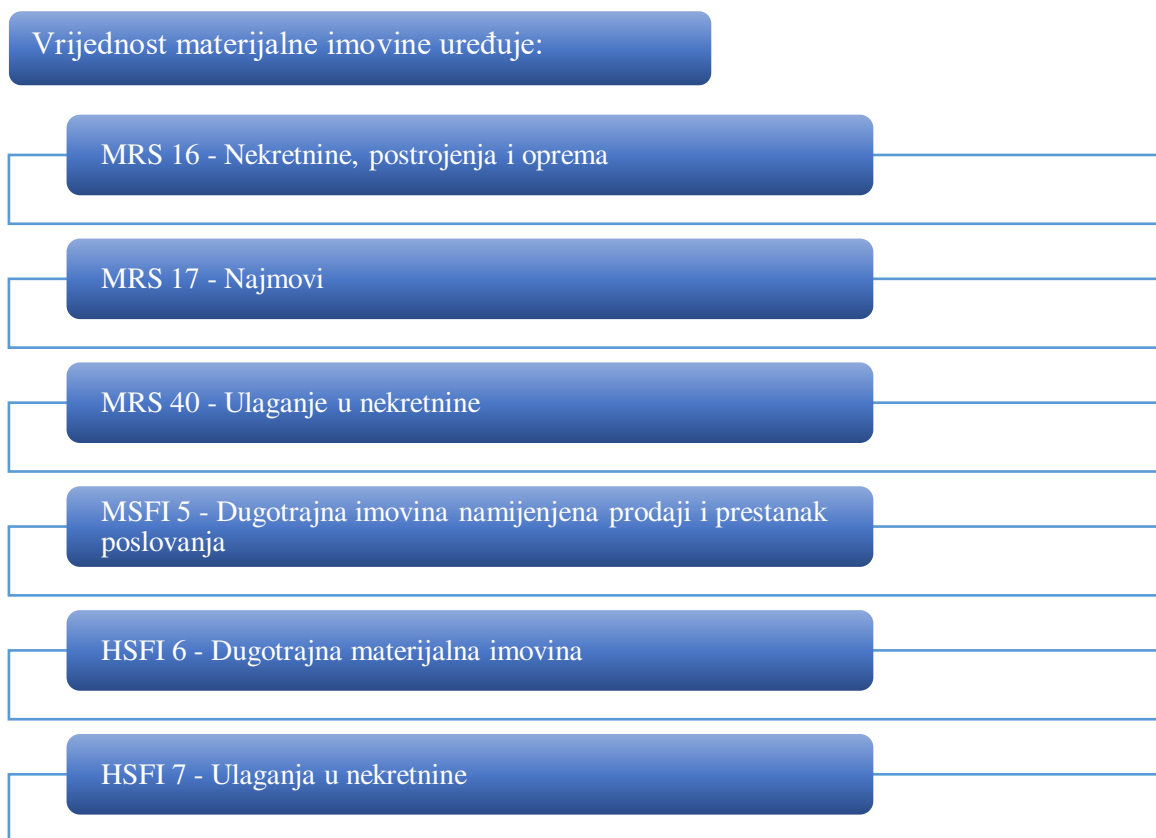 Vrijednost materijalne imovine uređuje:
MRS 16 - Nekretnine, postrojenja i oprema
MRS 17 - Najmovi
MRS 40 - Ulaganje u nekretnine
MSFI 5 - Dugotrajna imovina namijenjena prodaji i prestanak
poslovanja
HSFI 6 - Dugotrajna materijalna imovina
HSFI 7 - Ulaganja u nekretnine